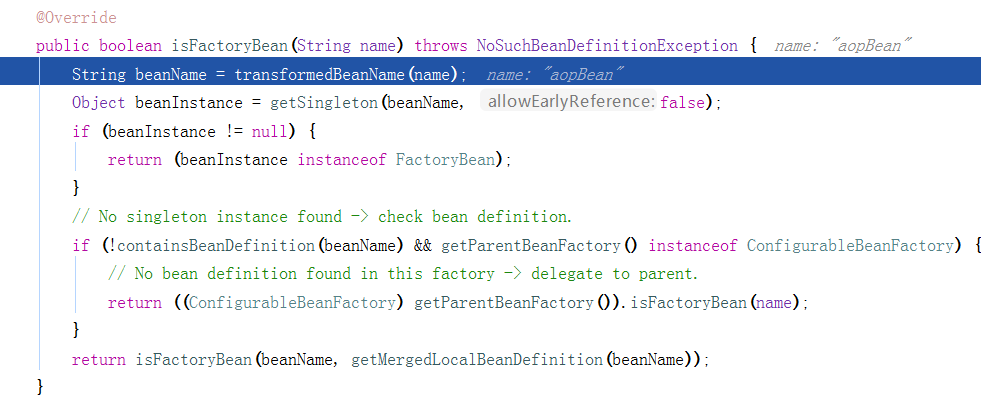 @Override
public boolean isFactoryBean(String name) throws NoSuchBeanDefinitionException { name: "aopBean"
String beanName = transformedBeanName(name); name: "aopBean"
Object beanInstance = getSingleton(beanName, allowEarlyReference: false);
if (beanInstance != null) {
return (beanInstance instanceof FactoryBean);
}
// No singleton instance found -> check bean definition.
if (!containsBeanDefinition(beanName) && getParentBeanFactory() instanceof ConfigurableBeanFactory) {
// No bean definition found in this factory -> delegate to parent.
return ((ConfigurableBeanFactory) getParentBeanFactory()).isFactoryBean(name);
}
return isFactoryBean(beanName, getMergedLocalBeanDefinition(beanName));
}